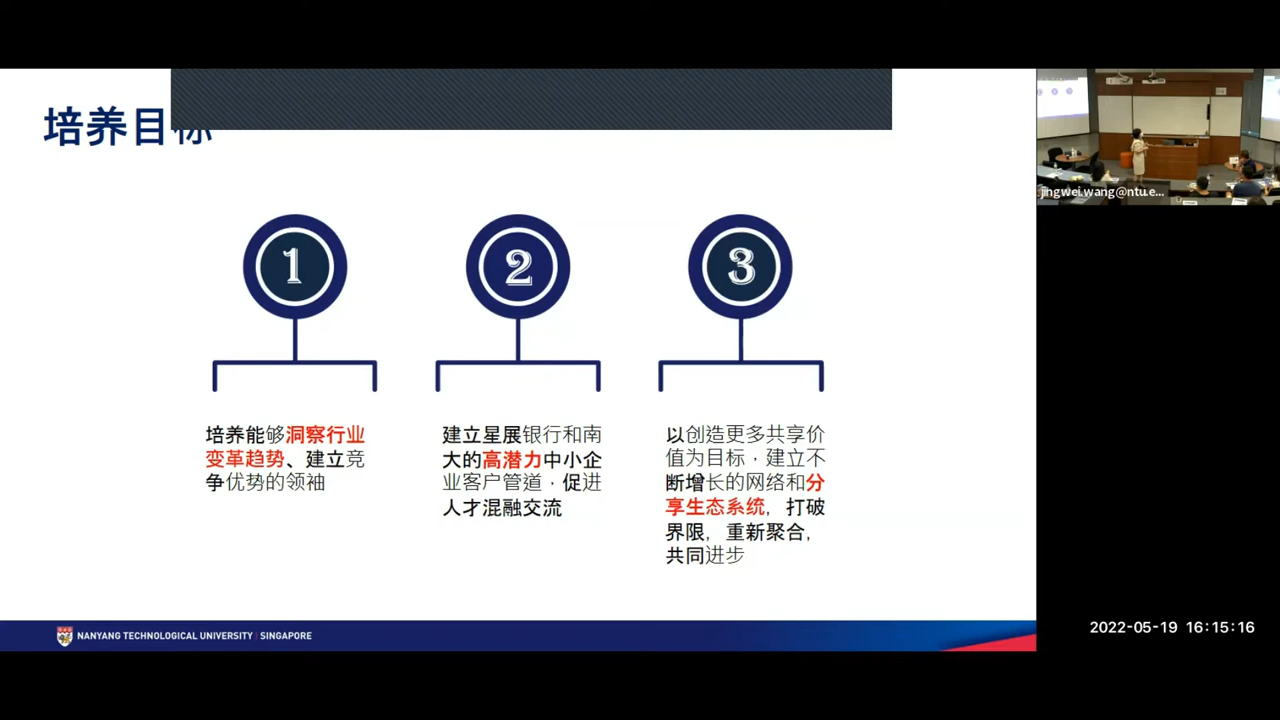 培养目标
1
2
3
培养能够洞察行业
变革趋势、建立竞
争优势的领袖
建立星展银行和南
大的高潜力中小企
业客户管道，促进
人才混融交流
以创造更多共享价
值为目标，建立不
断增长的网络和分
享生态系统，打破
界限，重新聚合，
共同进步
NANYANG TECHNOLOGICAL UNIVERSITY | SINGAPORE
jingwei.wang@ntu.e...
2022-05-19 16:15:16